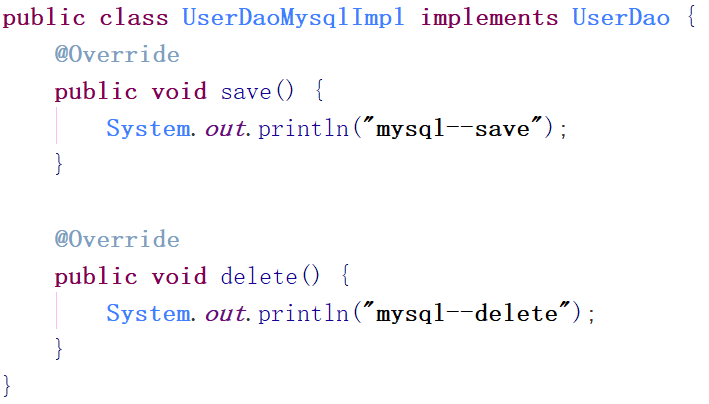 public class UserDaoMysqlImpl implements UserDao {
    @Override
    public void save() {
        System.out.println("mysql--save");
    }

    @Override
    public void delete() {
        System.out.println("mysql--delete");
    }
}